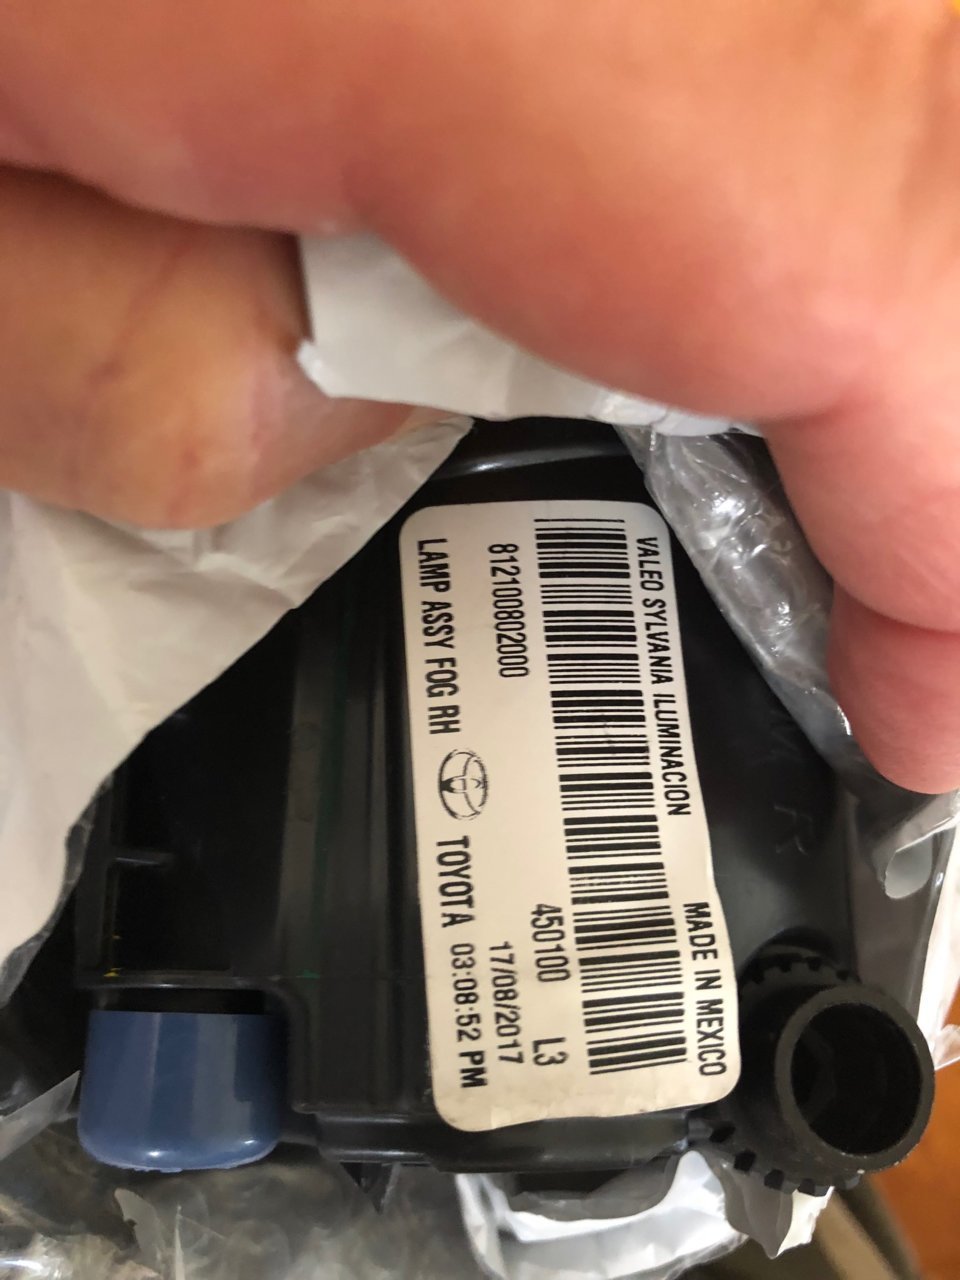 VALEO SYLVANIA ILUMINACION MADE IN MEXICO
812100802000 450100 L3
17/08/2017
LAMP ASSY FOG RH TOYOTA 03:08:52 PM